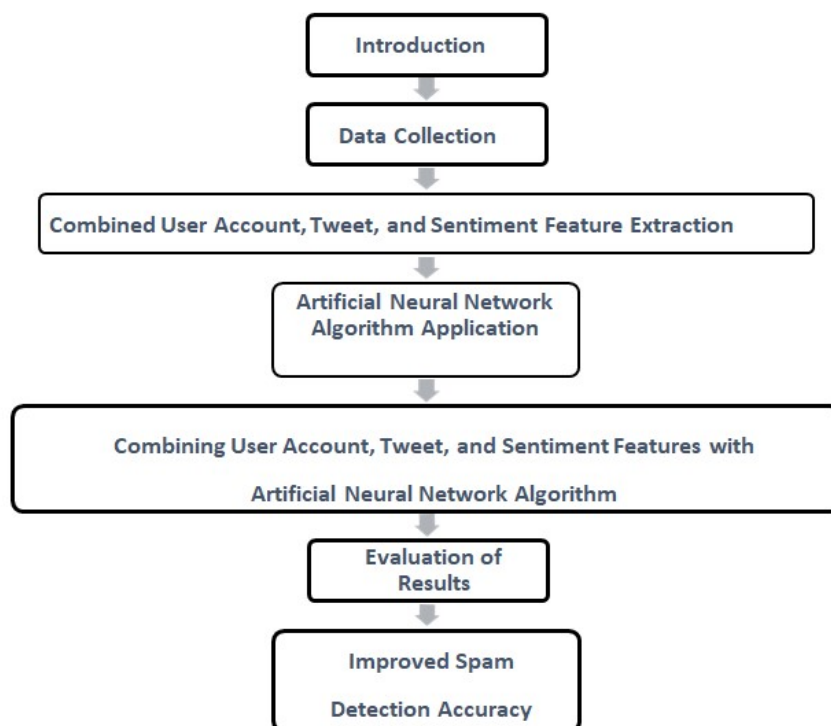 Introduction
Data Collection
Combined User Account, Tweet, and Sentiment Feature Extraction
Artificial Neural Network
Algorithm Application
Combining User Account, Tweet, and Sentiment Features with
Artificial Neural Network Algorithm
Evaluation of
Results
Improved Spam
Detection Accuracy